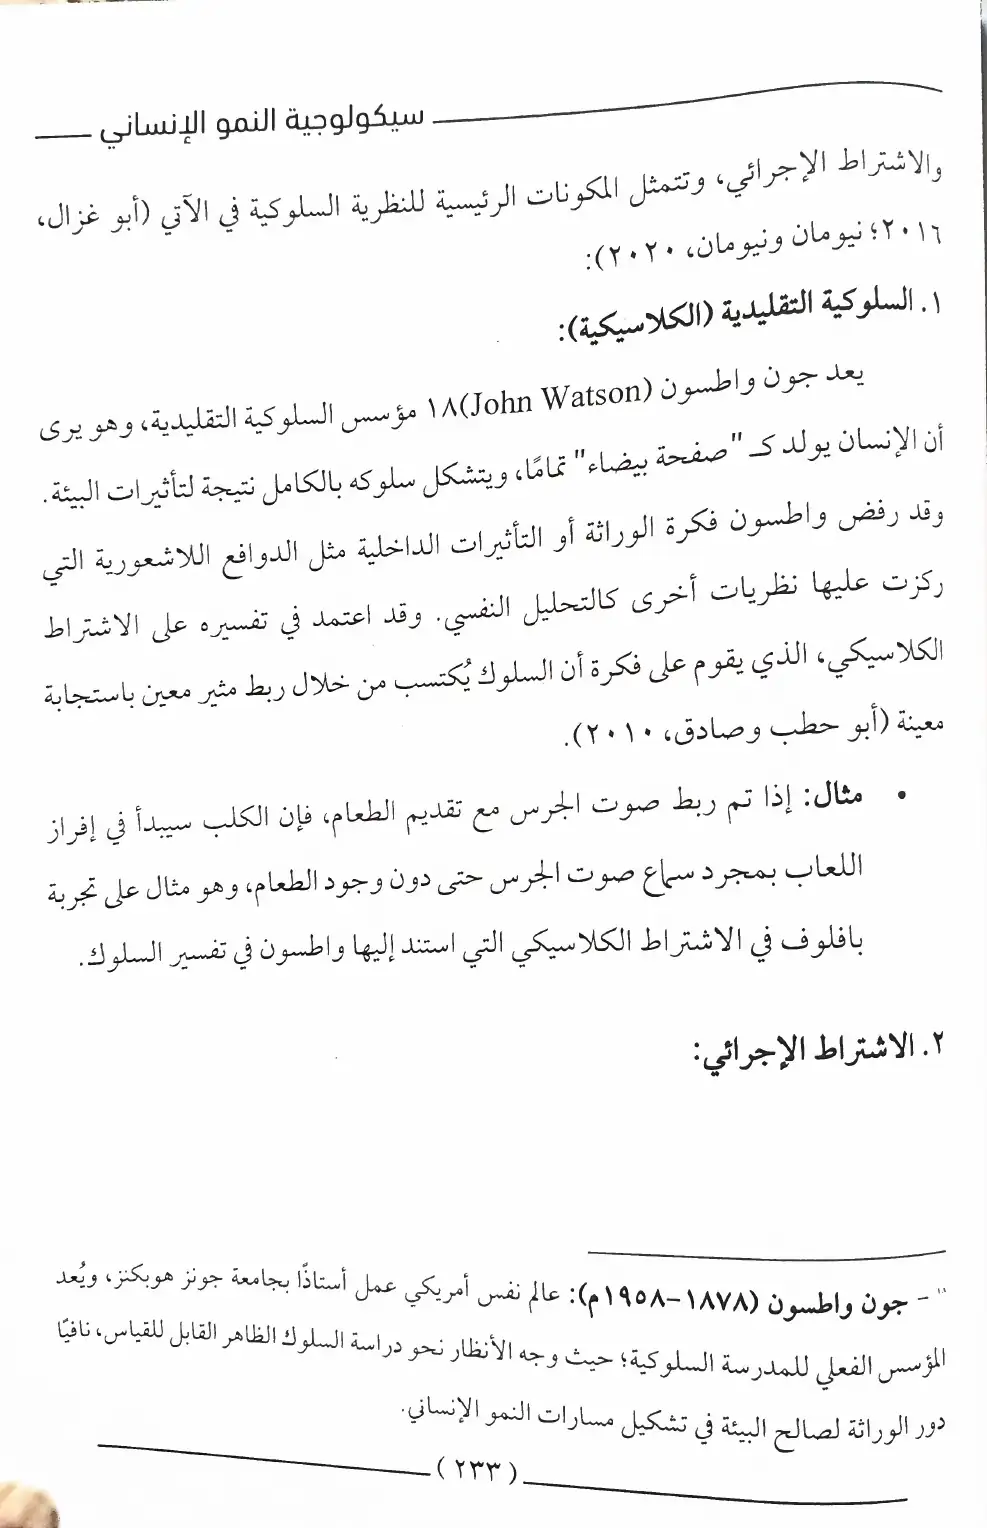 سيكولوجية النمو الإنساني
والاشتراط الإجرائي، وتتمثل المكونات الرئيسية للنظرية السلوكية في الآتي (أبو غزال،
٢٠١٦؛ نيومان ونيومان، ٢٠٢٠):
١. السلوكية التقليدية (الكلاسيكية):
يعد جون واطسون (John Watson)١٨ مؤسس السلوكية التقليدية، وهو يرى
أن الإنسان يولد كـ "صفحة بيضاء" تمامًا، ويتشكل سلوكه بالكامل نتيجة لتأثيرات البيئة.
وقد رفض واطسون فكرة الوراثة أو التأثيرات الداخلية مثل الدوافع اللاشعورية التي
ركزت عليها نظريات أخرى كالتحليل النفسي. وقد اعتمد في تفسيره على الاشتراط
الكلاسيكي، الذي يقوم على فكرة أن السلوك يُكتسب من خلال ربط مثير معين باستجابة
معينة (أبو حطب وصادق، ٢٠١٠).
• مثال: إذا تم ربط صوت الجرس مع تقديم الطعام، فإن الكلب سيبدأ في إفراز
اللعاب بمجرد سماع صوت الجرس حتى دون وجود الطعام، وهو مثال على تجربة
بافلوف في الاشتراط الكلاسيكي التي استند إليها واطسون في تفسير السلوك.
٢. الاشتراط الإجرائي:
- جون واطسون (١٨٧٨-١٩٥٨م): عالم نفس أمريكي عمل أستاذًا بجامعة جونز هوبكنز، ويُعد
المؤسس الفعلي للمدرسة السلوكية؛ حيث وجه الأنظار نحو دراسة السلوك الظاهر القابل للقياس، نافيًا
دور الوراثة لصالح البيئة في تشكيل مسارات النمو الإنساني.
(٢٣٣)